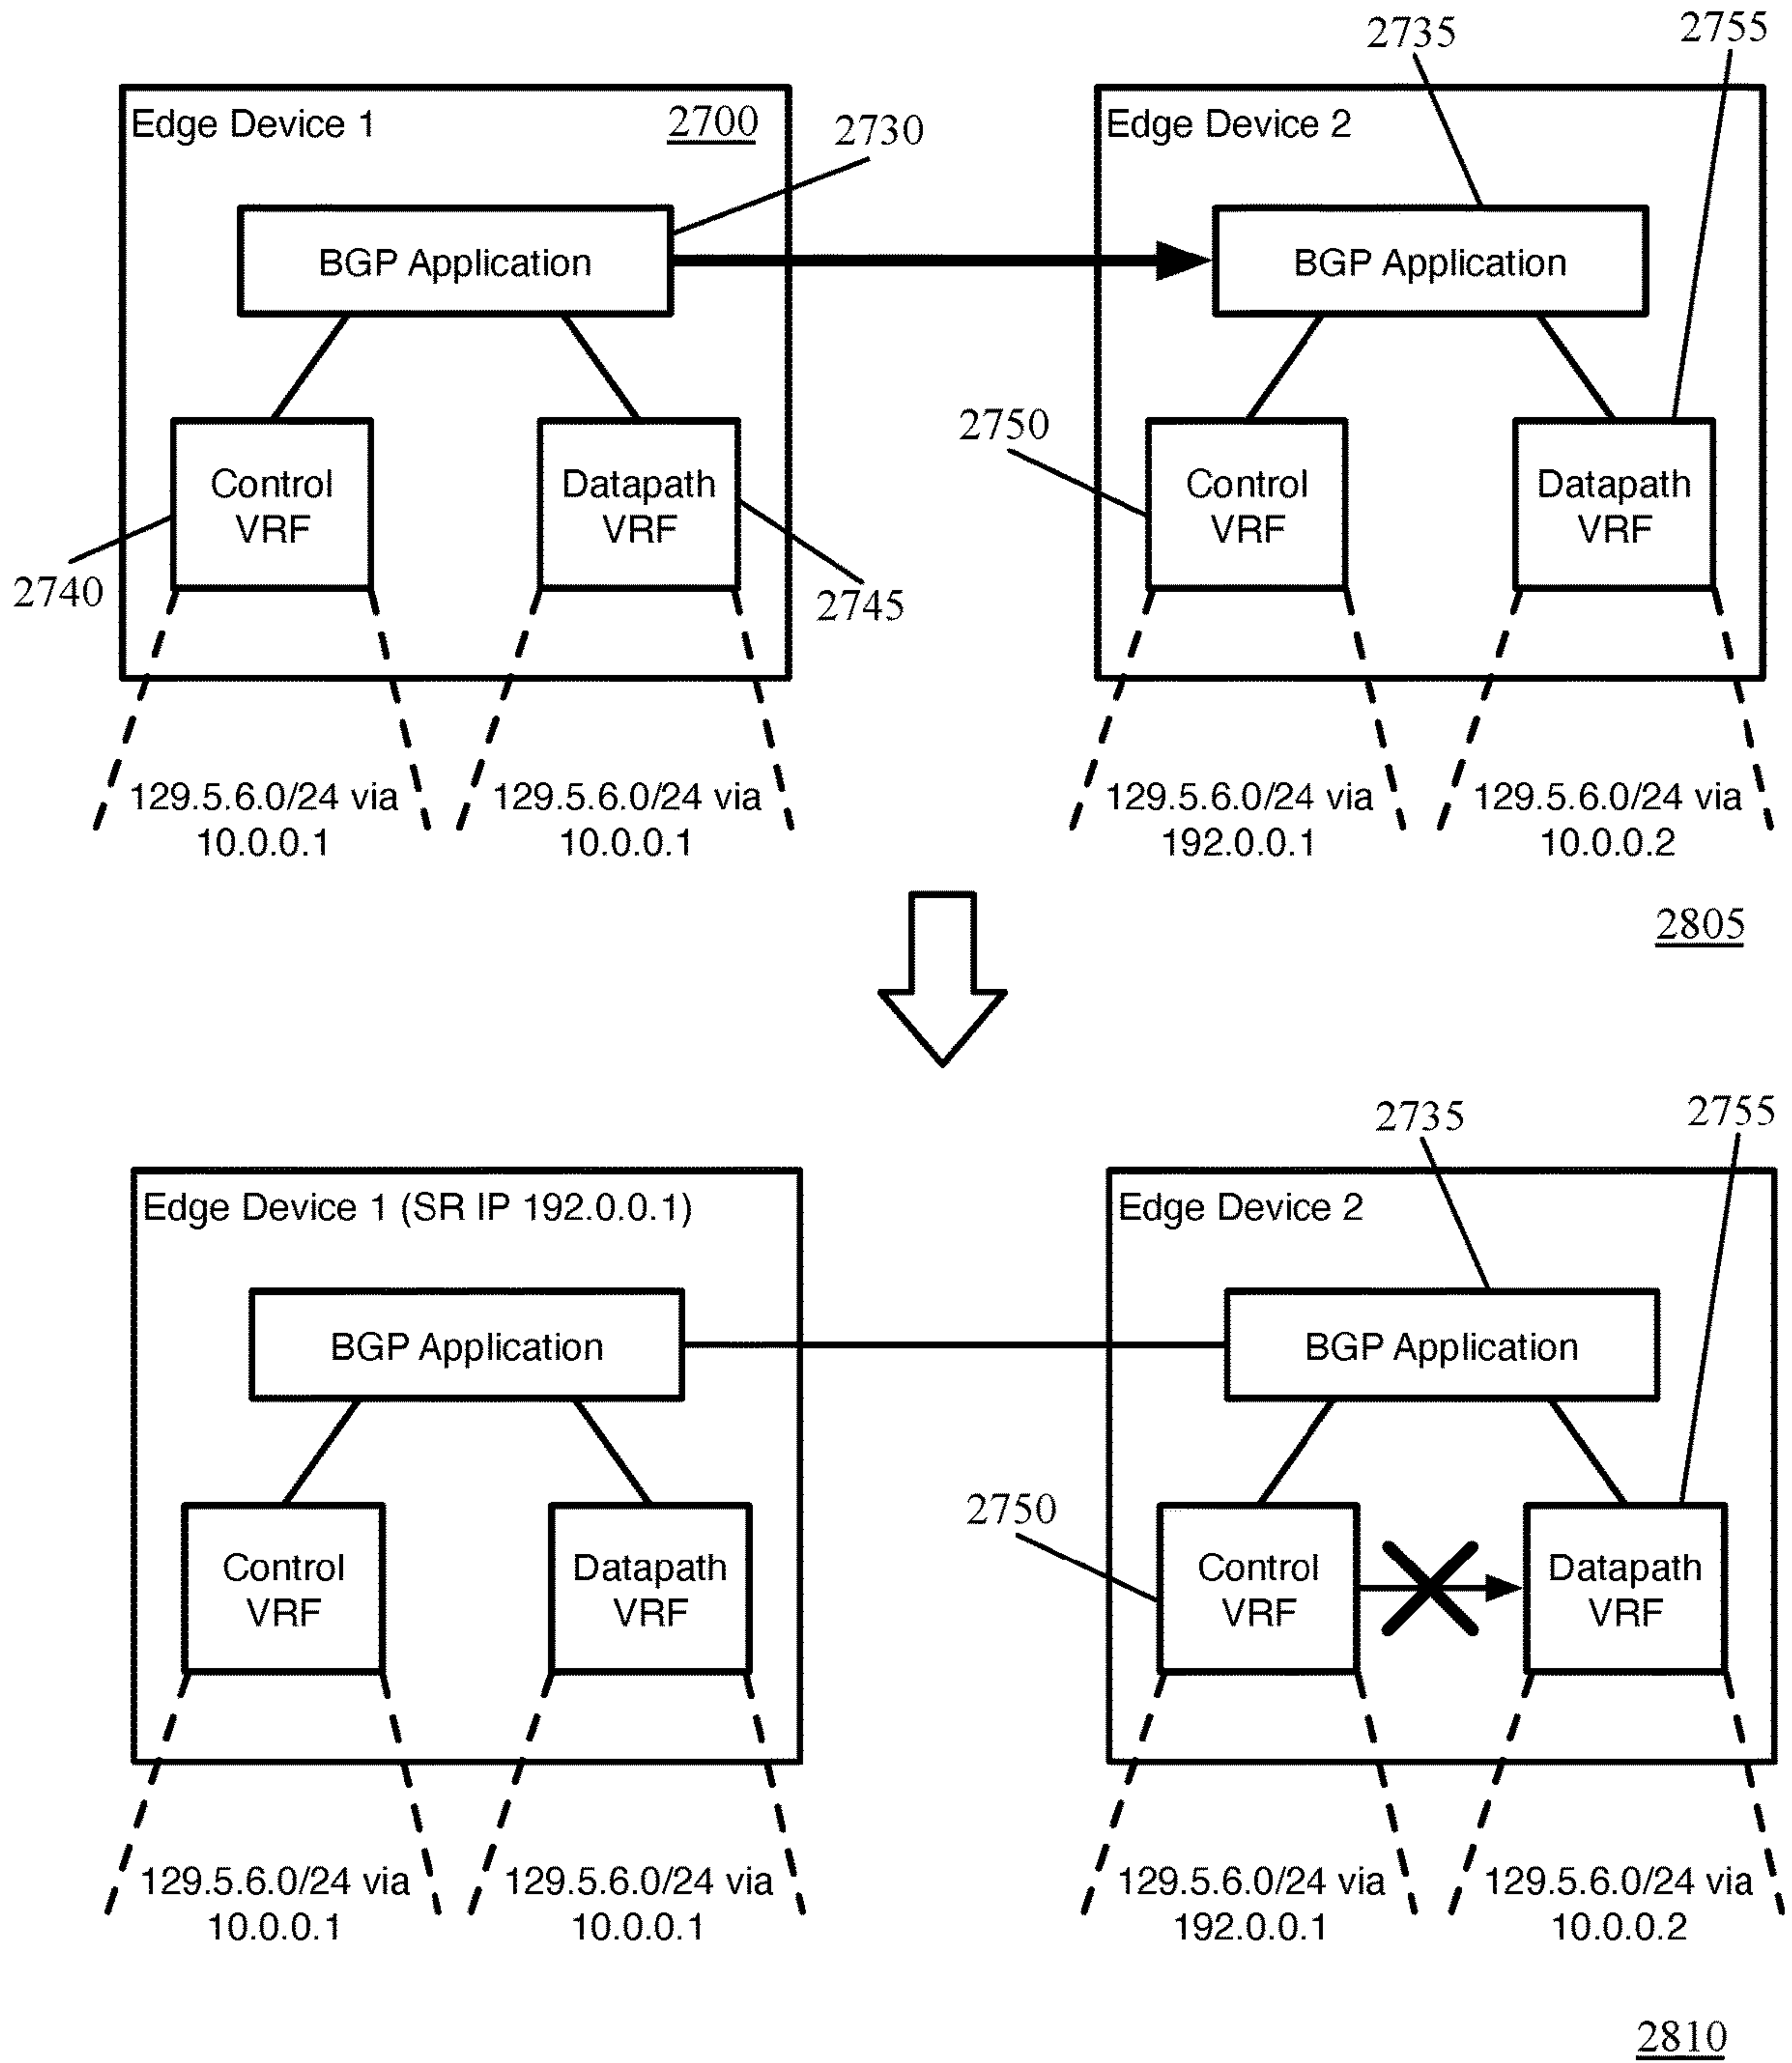 2735
2755
Edge Device 1
2700
2730
Edge Device 2
BGP Application
BGP Application
2750
Control
VRF
Datapath
VRF
Control
VRF
Datapath
VRF
2740
2745
129.5.6.0/24 via
10.0.0.1
129.5.6.0/24 via
10.0.0.1
129.5.6.0/24 via
192.0.0.1
129.5.6.0/24 via
10.0.0.2
2805
2735
2755
Edge Device 1 (SR IP 192.0.0.1)
Edge Device 2
BGP Application
BGP Application
2750
Control
VRF
Datapath
VRF
Control
VRF
Datapath
VRF
129.5.6.0/24 via
10.0.0.1
129.5.6.0/24 via
10.0.0.1
129.5.6.0/24 via
192.0.0.1
129.5.6.0/24 via
10.0.0.2
2810